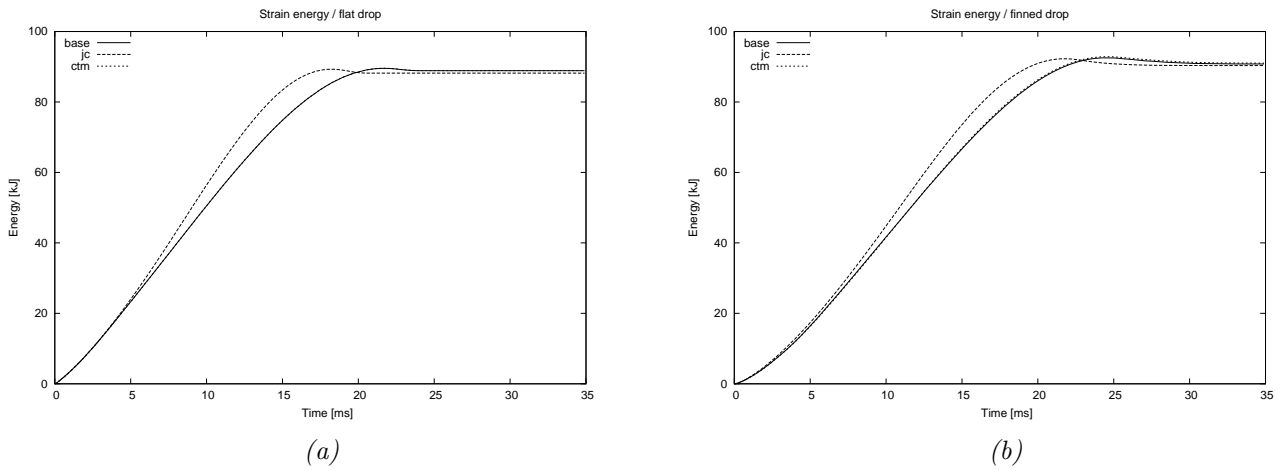 Strain energy / flat drop
100
80
60
40
20
0
Energy [kJ]
base
jc
ctm
0 5 10 15 20 25 30 35
Time [ms]
(a)
Strain energy / finned drop
100
80
60
40
20
0
Energy [kJ]
base
jc
ctm
0 5 10 15 20 25 30 35
Time [ms]
(b)